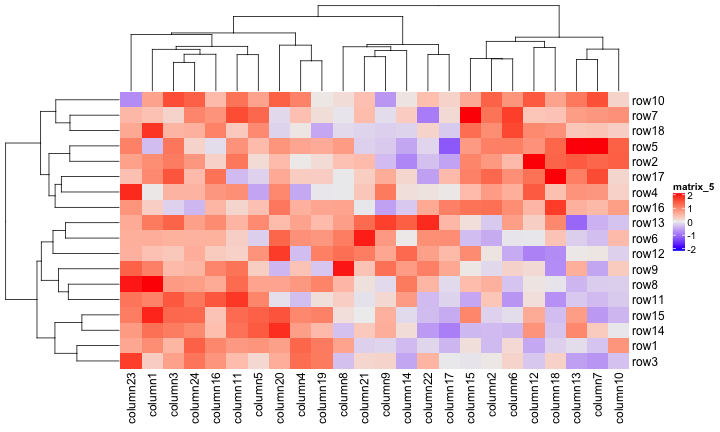 row10
row7
row18
row5
row2
row17
row4
row16
row13
row6
row12
row9
row8
row11
row15
row14
row1
row3
matrix_5
2
1
0
-1
-2
column23
column1
column3
column24
column16
column11
column5
column20
column4
column19
column8
column21
column9
column14
column22
column17
column15
column2
column6
column12
column18
column13
column7
column10